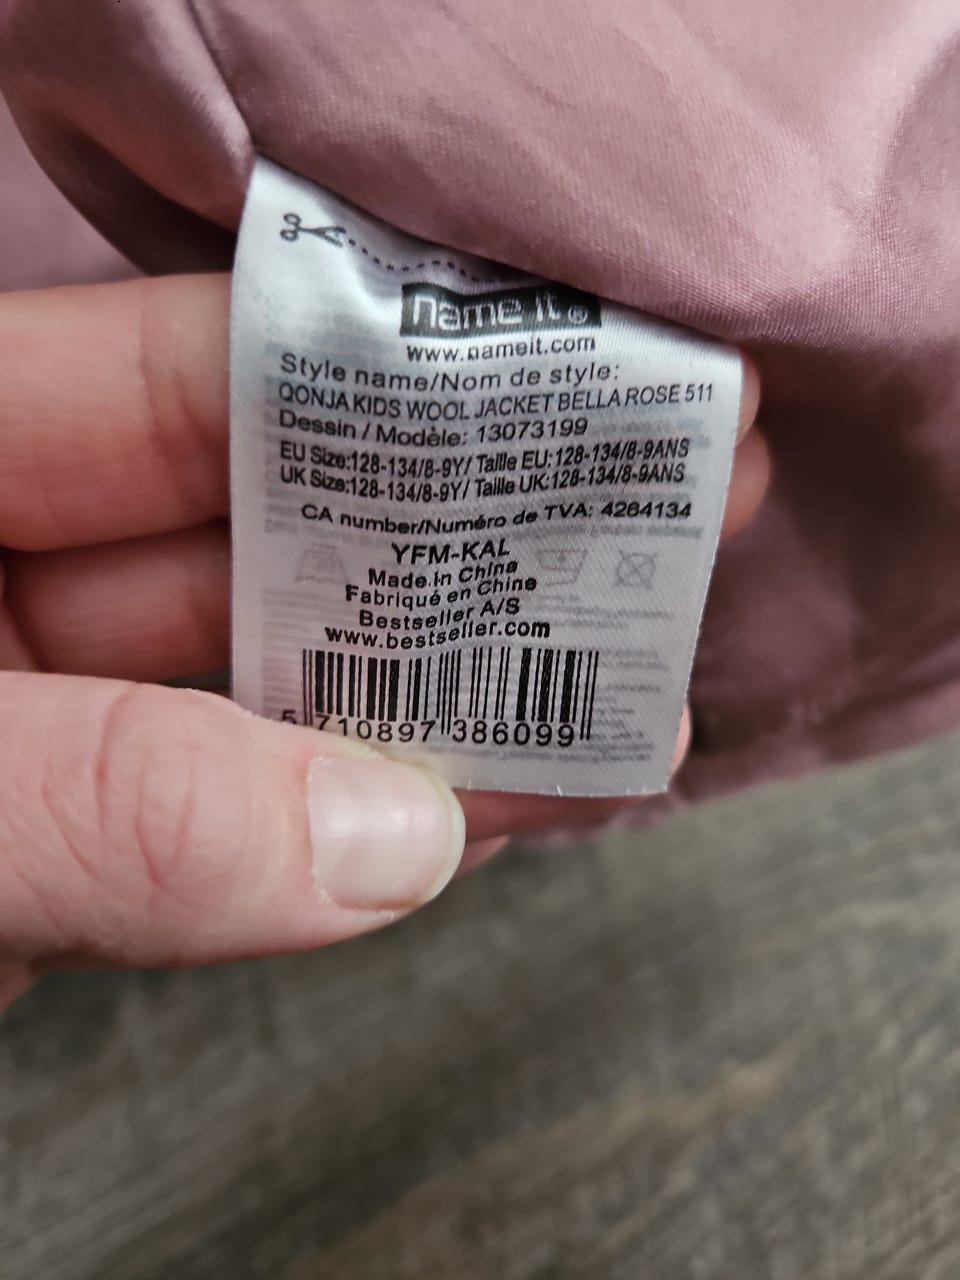 name it ®
www.nameit.com
Style name/Nom de style:
QONJA KIDS WOOL JACKET BELLA ROSE 511
Dessin / Modèle: 13073199
EU Size:128-134/8-9Y/ Taille EU:128-134/8-9ANS
UK Size:128-134/8-9Y/ Taille UK:128-134/8-9ANS
CA number/Numéro de TVA: 4264134
YFM-KAL
Made.In China
Fabriqué en Chine
Bestseller A/S
www.bestseller.com
5 710897 386099